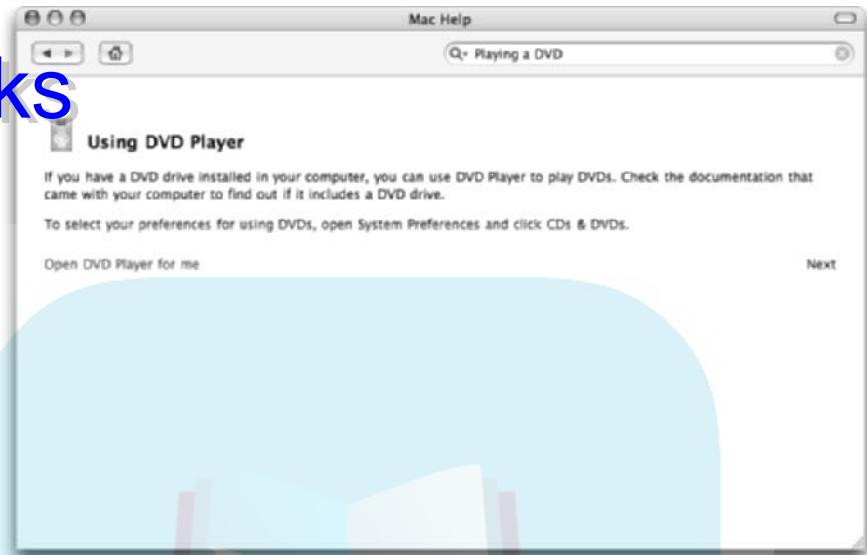 Mac Help
Playing a DVD
ks
Using DVD Player
If you have a DVD drive installed in your computer, you can use DVD Player to play DVDs. Check the documentation that
came with your computer to find out if it includes a DVD drive.
To select your preferences for using DVDs, open System Preferences and click CDs & DVDs.
Open DVD Player for me
Next